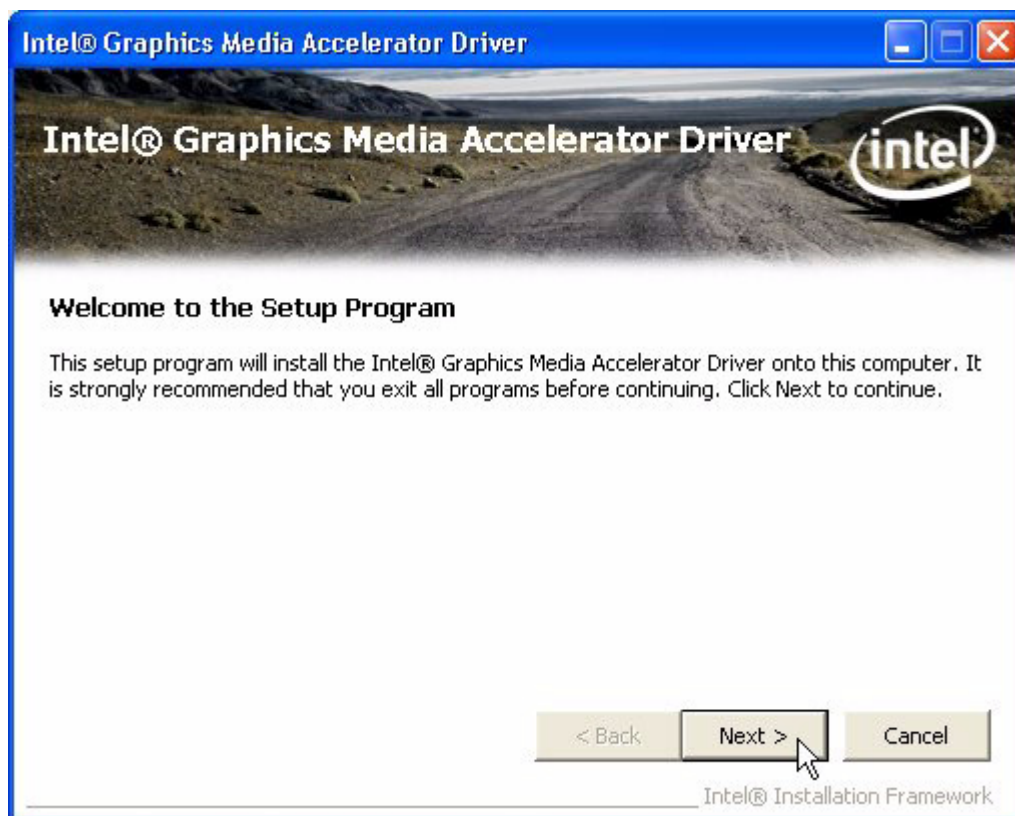 Intel® Graphics Media Accelerator Driver
Intel® Graphics Media Accelerator Driver
intel
Welcome to the Setup Program
This setup program will install the Intel® Graphics Media Accelerator Driver onto this computer. It
is strongly recommended that you exit all programs before continuing. Click Next to continue.
< Back Next > Cancel
Intel® Installation Framework